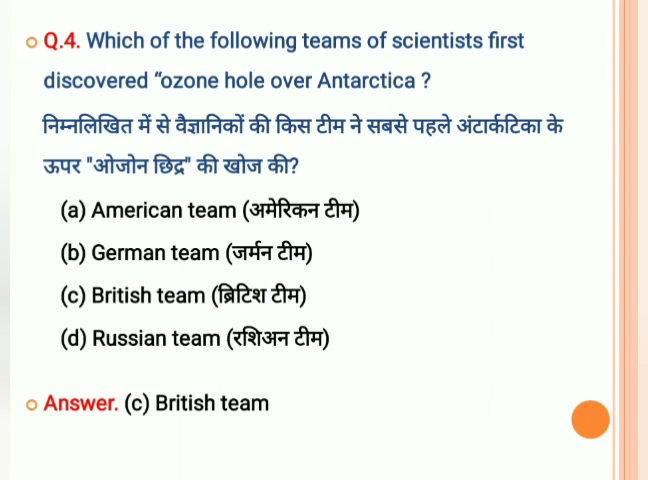 Q.4. Which of the following teams of scientists first
discovered “ozone hole over Antarctica ?
निम्नलिखित में से वैज्ञानिकों की किस टीम ने सबसे पहले अंटार्कटिका के
ऊपर "ओजोन छिद्र" की खोज की?
(a) American team (अमेरिकन टीम)
(b) German team (जर्मन टीम)
(c) British team (ब्रिटिश टीम)
(d) Russian team (रशिअन टीम)
Answer. (c) British team